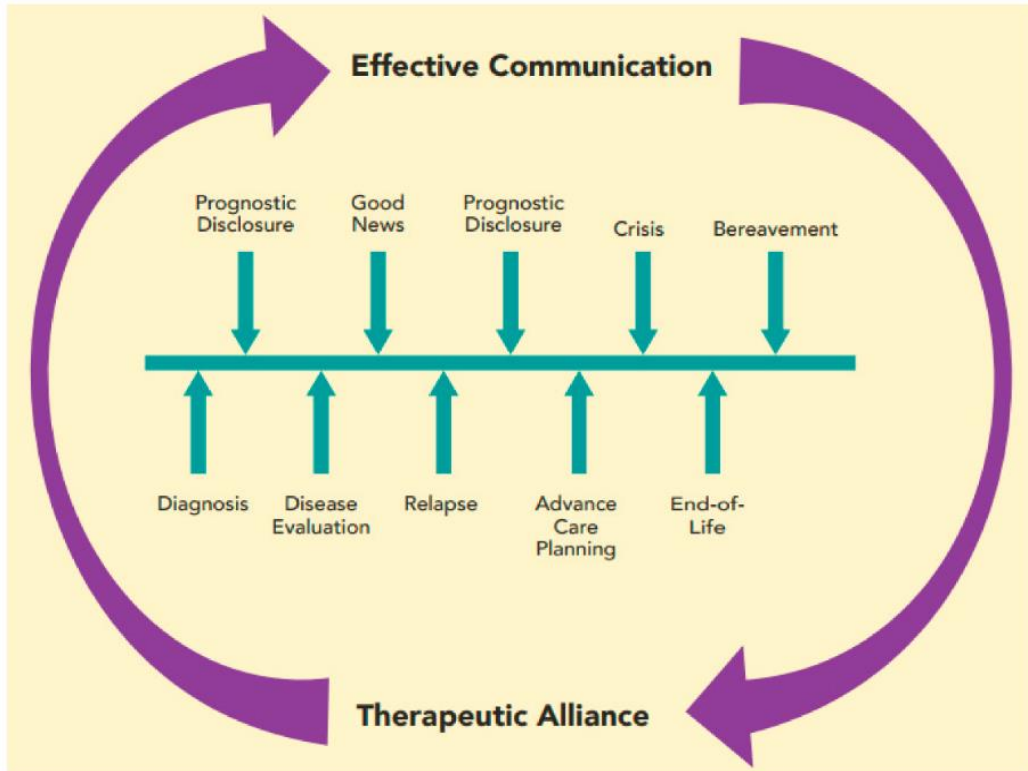 Effective Communication
Prognostic
Disclosure
Good
News
Prognostic
Disclosure
Crisis
Bereavement
Diagnosis
Disease
Evaluation
Relapse
Advance
Care
Planning
End-of-
Life
Therapeutic Alliance